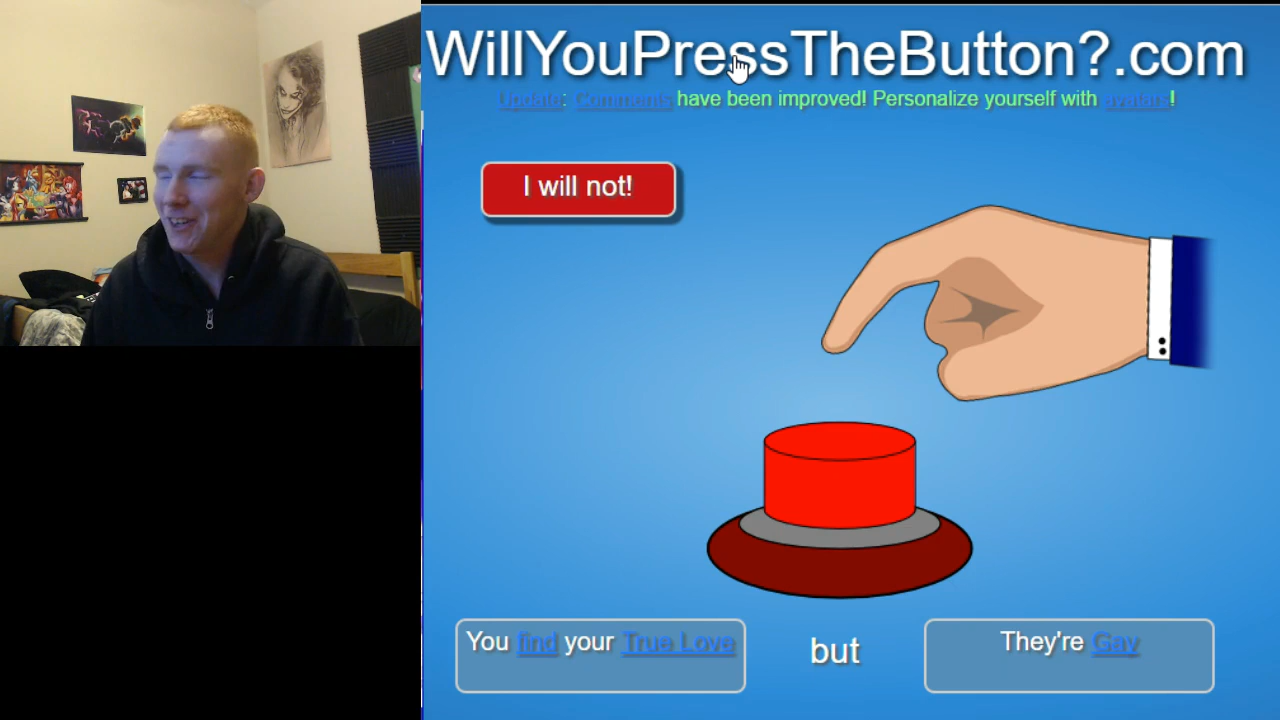 WillYouPressTheButton?.com
Update: Comments have been improved! Personalize yourself with avatars!
I will not!
You find your True Love
but
They're Gay